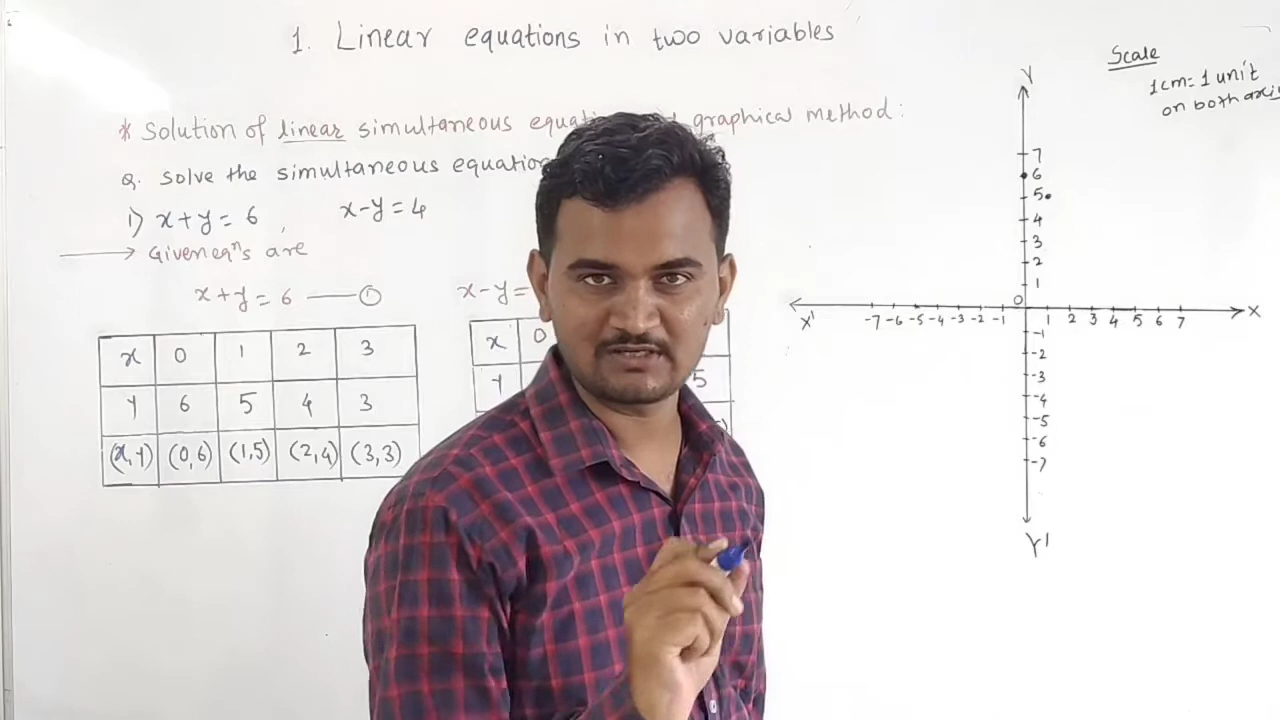 1. Linear equations in two variables
* Solution of linear simultaneous graphical method:
Q. Solve the simultaneous
i) x+y=6, x-y=4
→ Given eqⁿs are
x+y=6 —— ①
x 0 1 2 3
y 6 5 4 3
(x,y) (0,6) (1,5) (2,4) (3,3)
x-y=
x 0
y 5
Scale
1cm=1 unit
on both axis
Y
7
6
5
4
3
2
1
0
X' -7 -6 -5 -4 -3 -2 -1 1 2 3 4 5 6 7 X
-1
-2
-3
-4
-5
-6
-7
Y'